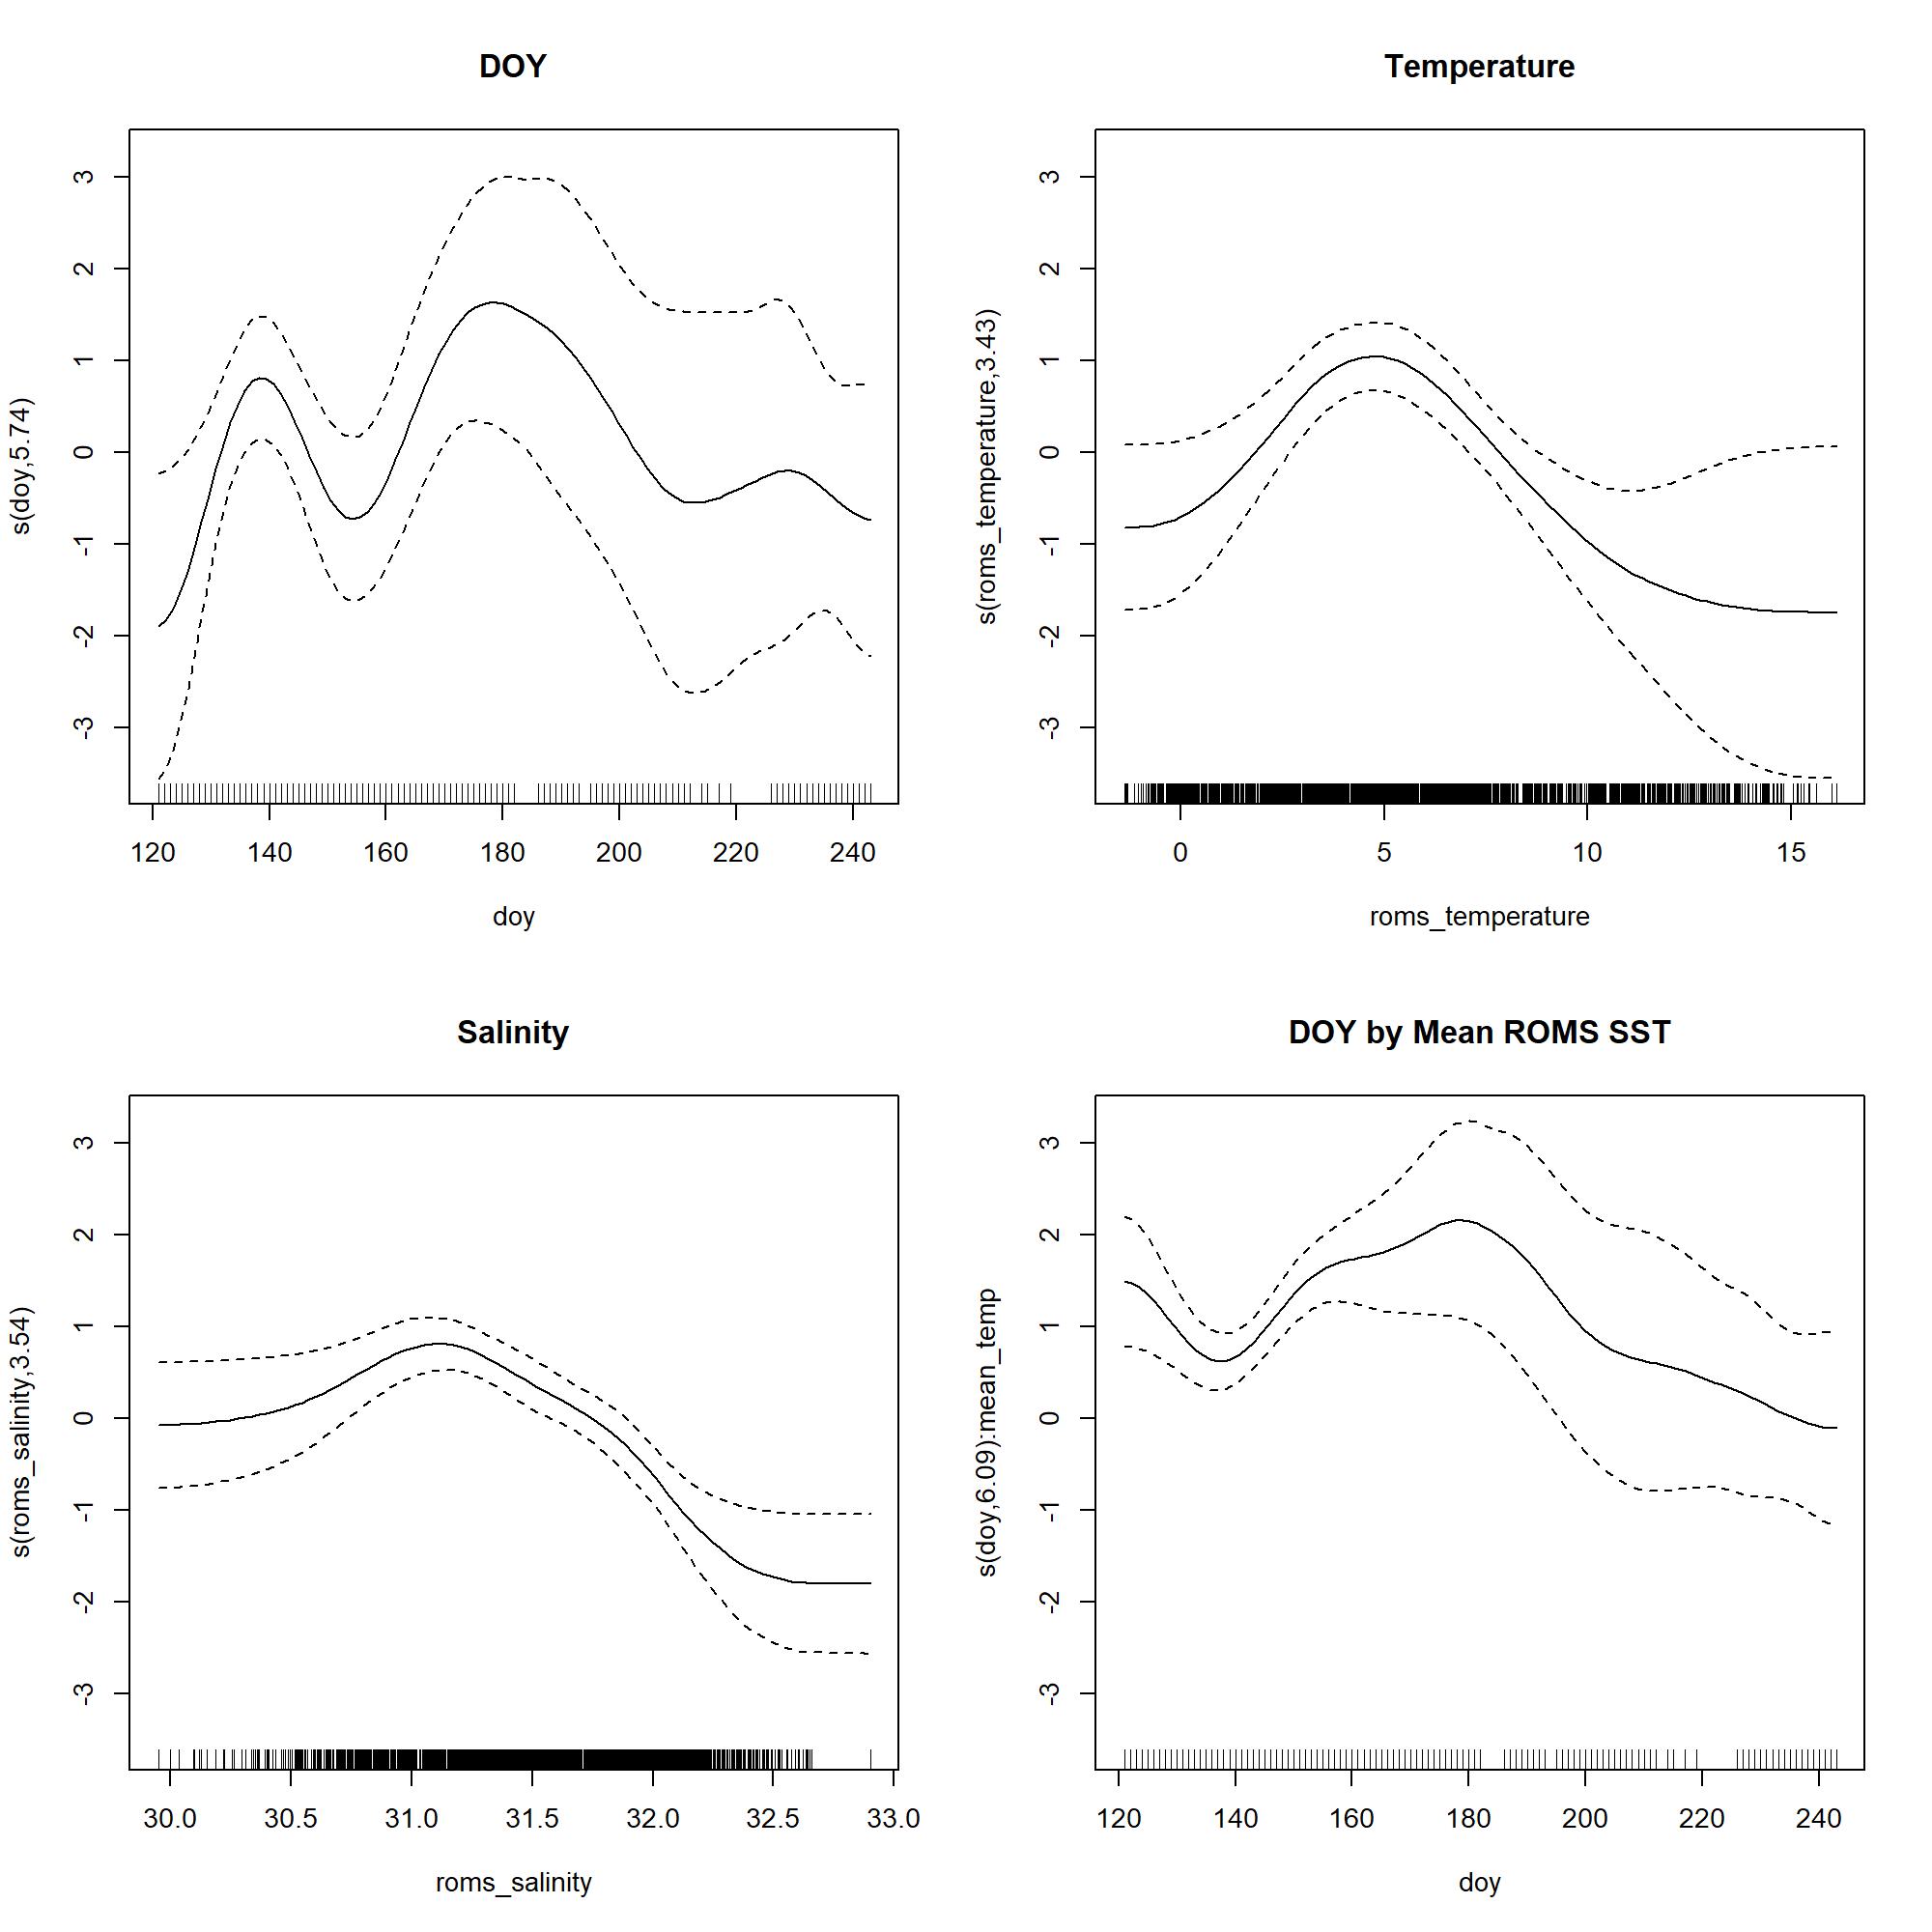 DOY
s(doy,5.74)
3
2
1
0
-1
-2
-3
120 140 160 180 200 220 240
doy
Temperature
s(roms_temperature,3.43)
3
2
1
0
-1
-2
-3
0 5 10 15
roms_temperature
Salinity
s(roms_salinity,3.54)
3
2
1
0
-1
-2
-3
30.0 30.5 31.0 31.5 32.0 32.5 33.0
roms_salinity
DOY by Mean ROMS SST
s(doy,6.09):mean_temp
3
2
1
0
-1
-2
-3
120 140 160 180 200 220 240
doy